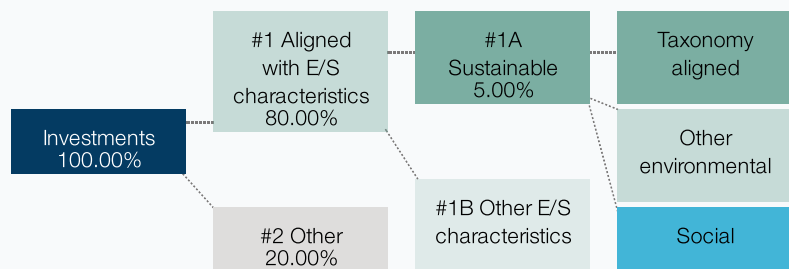 Investments
100.00%
#1 Aligned
with E/S
characteristics
80.00%
#2 Other
20.00%
#1A
Sustainable
5.00%
#1B Other E/S
characteristics
Taxonomy
aligned
Other
environmental
Social